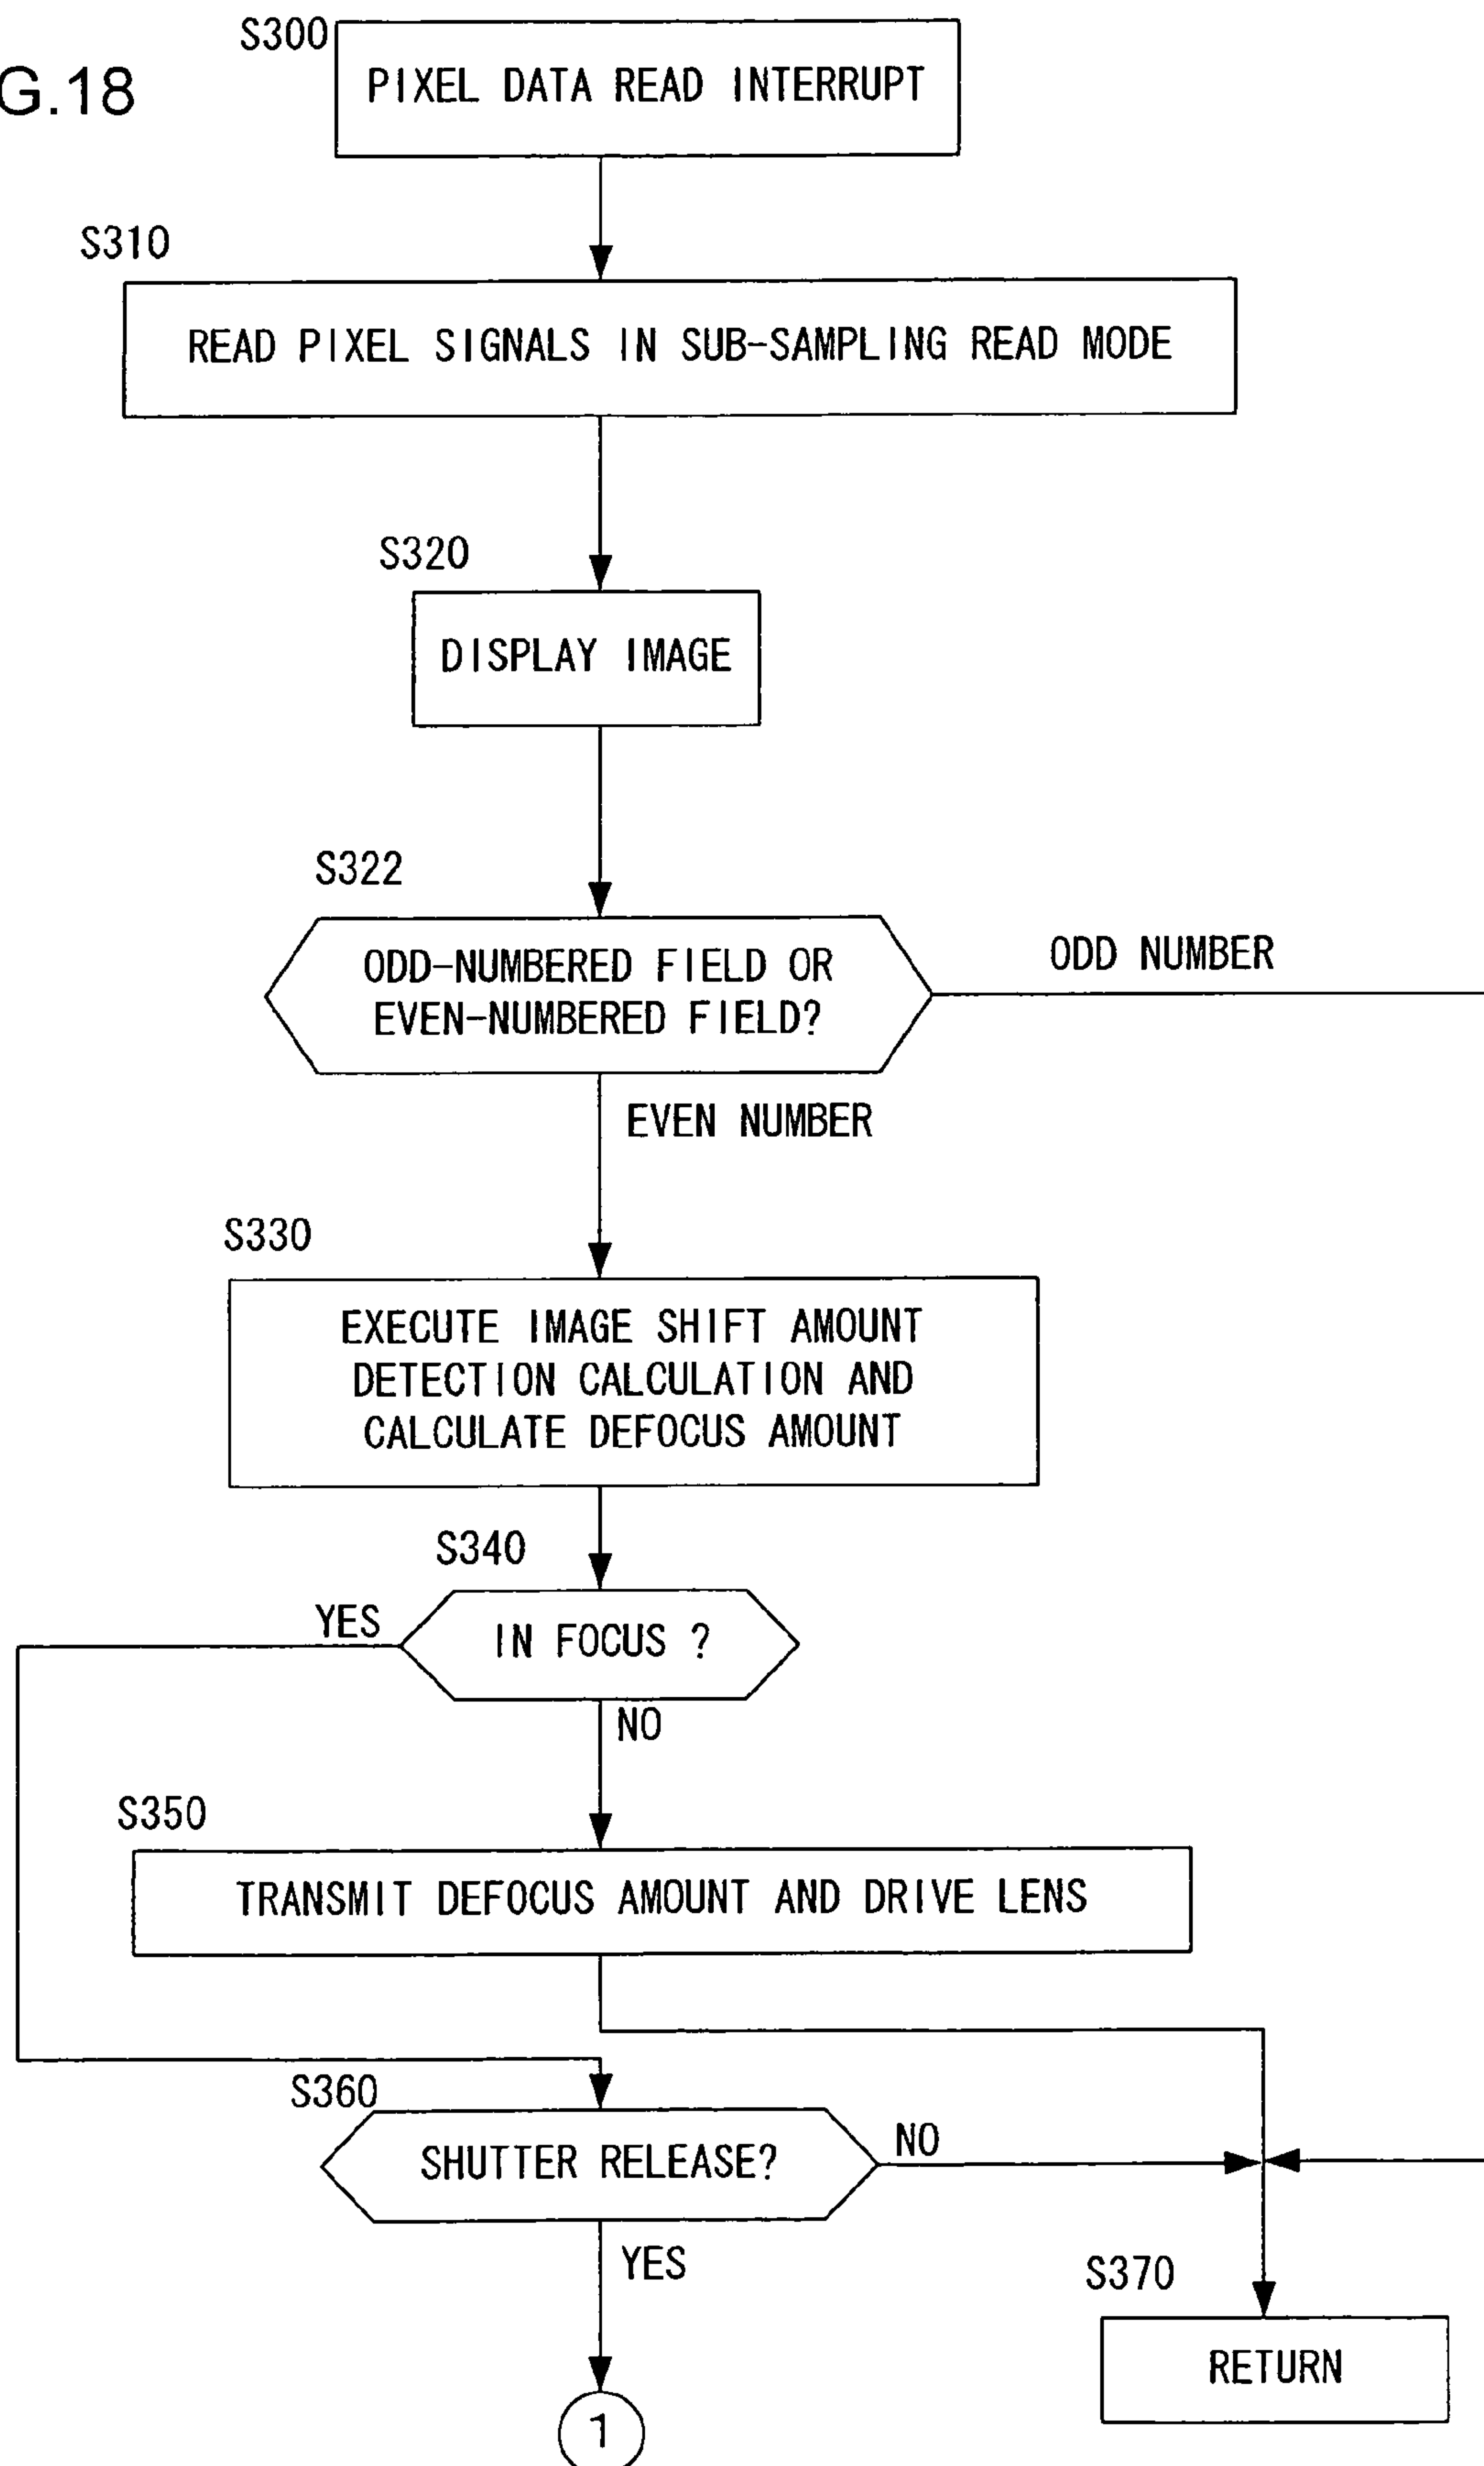 G.18
S300
PIXEL DATA READ INTERRUPT
S310
READ PIXEL SIGNALS IN SUB-SAMPLING READ MODE
S320
DISPLAY IMAGE
S322
ODD-NUMBERED FIELD OR
EVEN-NUMBERED FIELD?
ODD NUMBER
EVEN NUMBER
S330
EXECUTE IMAGE SHIFT AMOUNT
DETECTION CALCULATION AND
CALCULATE DEFOCUS AMOUNT
S340
YES
IN FOCUS ?
NO
S350
TRANSMIT DEFOCUS AMOUNT AND DRIVE LENS
S360
SHUTTER RELEASE?
NO
YES
S370
RETURN
1